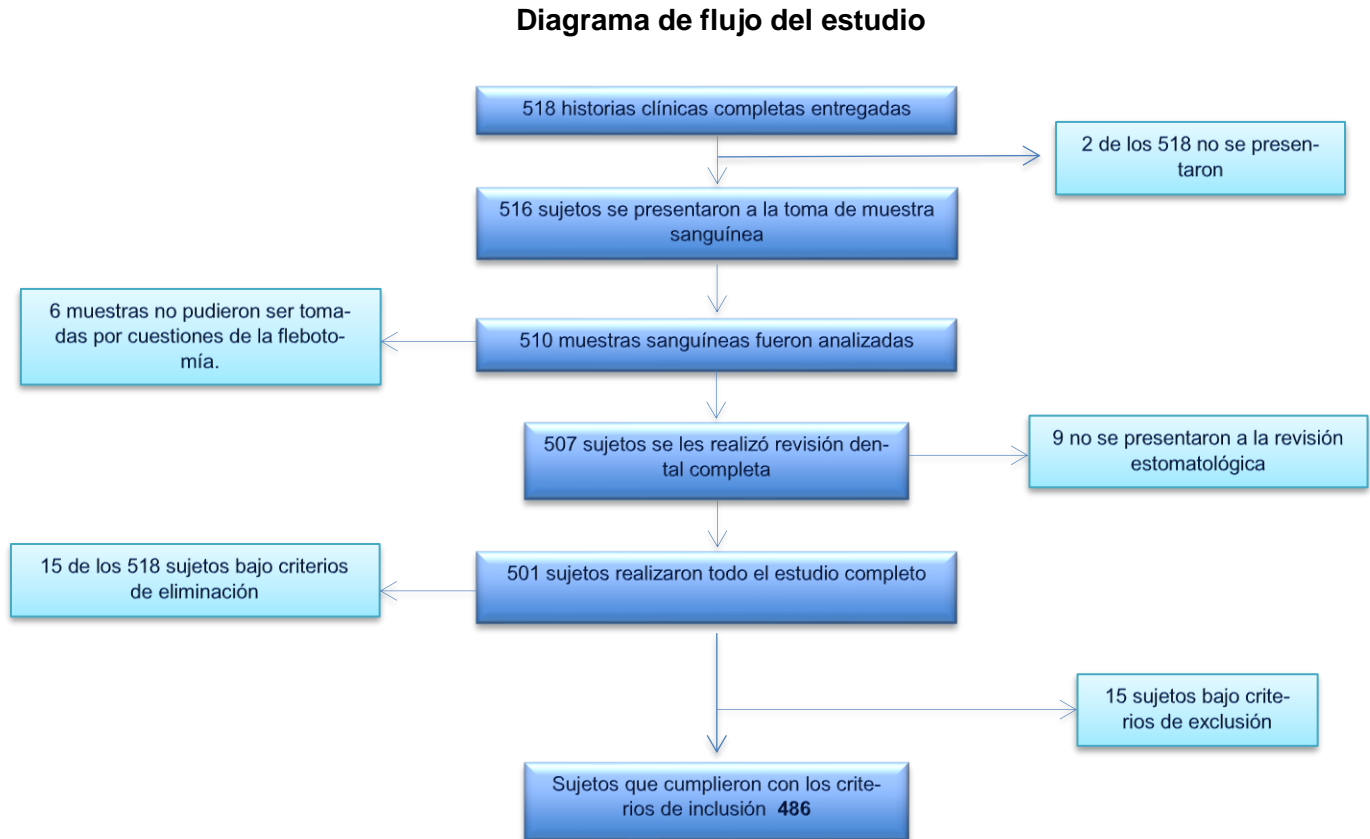 Diagrama de flujo del estudio
518 historias clínicas completas entregadas
2 de los 518 no se presen-
taron
516 sujetos se presentaron a la toma de muestra
sanguínea
6 muestras no pudieron ser toma-
das por cuestiones de la fleboto-
mía.
510 muestras sanguíneas fueron analizadas
507 sujetos se les realizó revisión den-
tal completa
9 no se presentaron a la revisión
estomatológica
15 de los 518 sujetos bajo criterios
de eliminación
501 sujetos realizaron todo el estudio completo
15 sujetos bajo crite-
rios de exclusión
Sujetos que cumplieron con los crite-
rios de inclusión 486